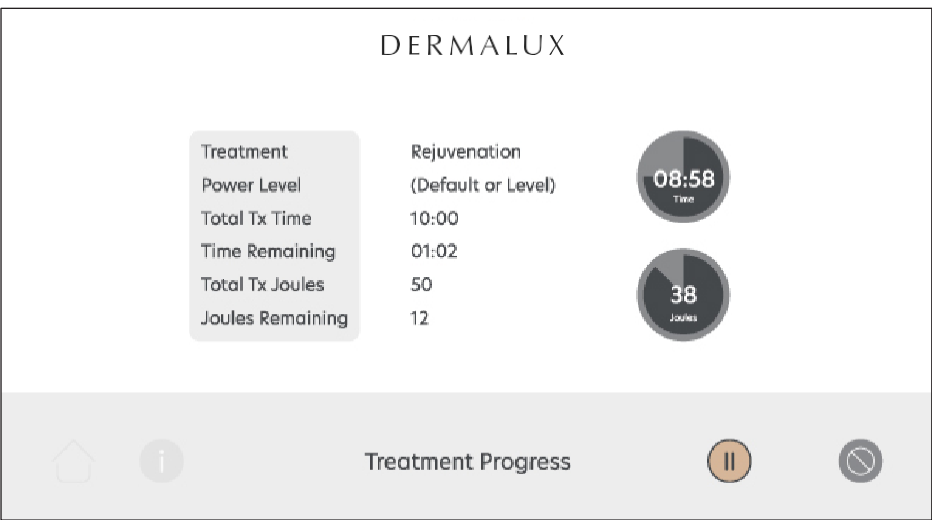 DERMALUX
Treatment Rejuvenation
Power Level (Default or Level)
Total Tx Time 10:00
Time Remaining 01:02
Total Tx Joules 50
Joules Remaining 12
08:58
Time
38
Joules
i
Treatment Progress